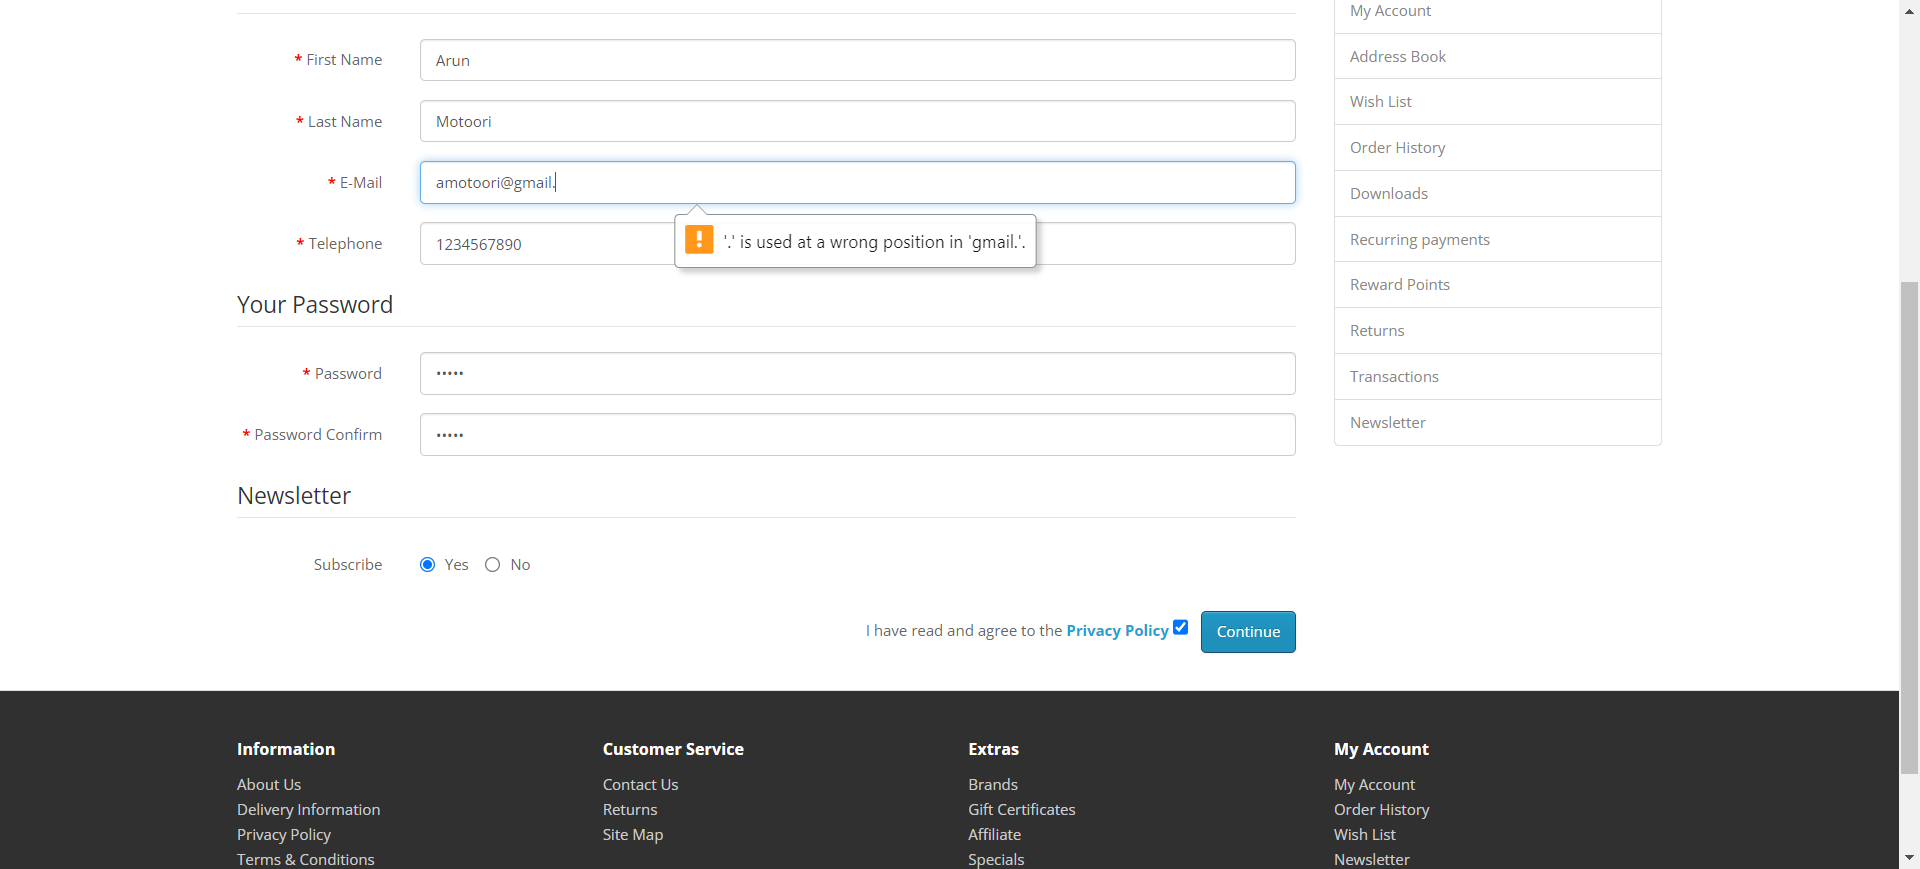 My Account
* First Name
Arun
Address Book
Wish List
* Last Name
Motoori
Order History
* E-Mail
amotoori@gmail.
Downloads
'.' is used at a wrong position in 'gmail.'.
* Telephone
1234567890
Recurring payments
Reward Points
Your Password
Returns
* Password
•••••
Transactions
Newsletter
* Password Confirm
•••••
Newsletter
Subscribe
Yes
No
I have read and agree to the Privacy Policy
Continue
Information
About Us
Delivery Information
Privacy Policy
Terms & Conditions
Customer Service
Contact Us
Returns
Site Map
Extras
Brands
Gift Certificates
Affiliate
Specials
My Account
My Account
Order History
Wish List
Newsletter